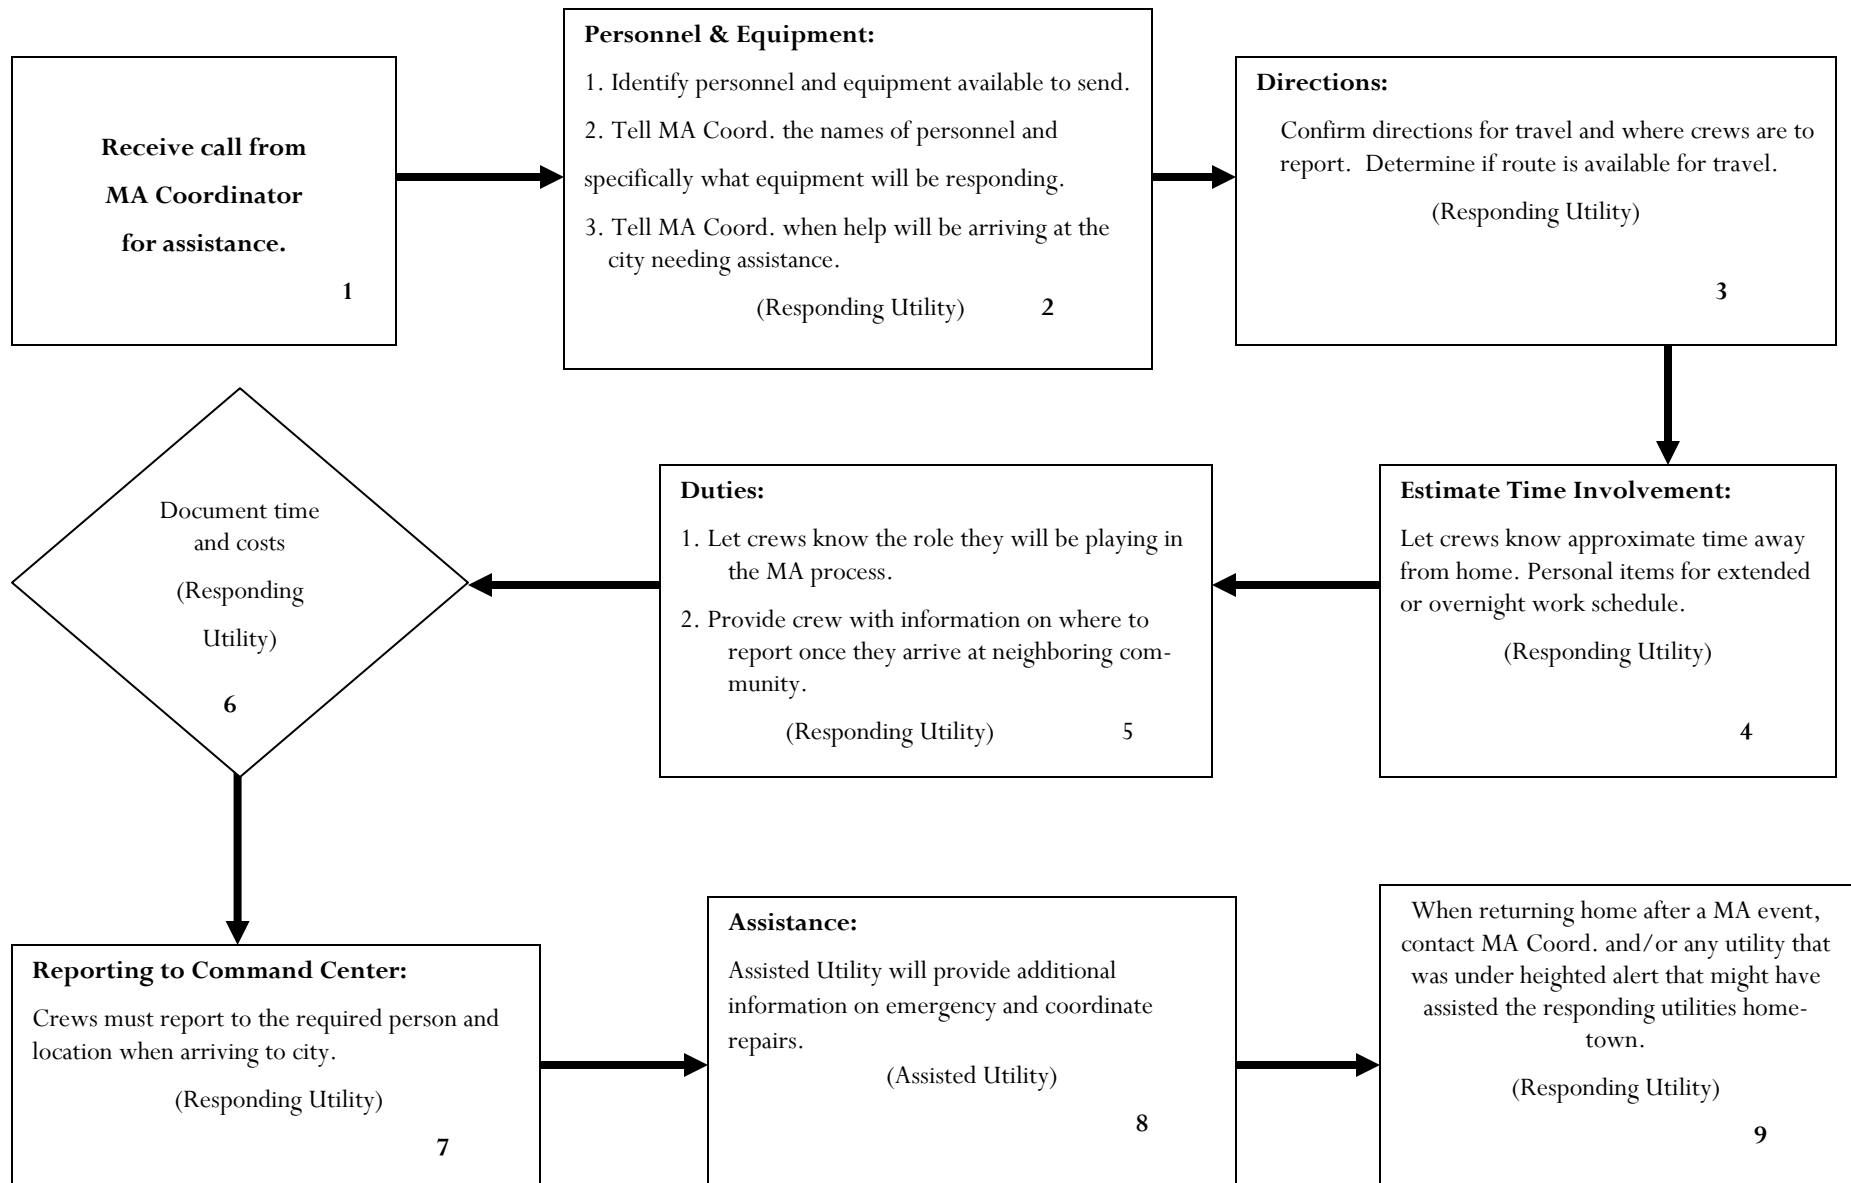 Receive call from
MA Coordinator
for assistance.
1
Personnel & Equipment:
1. Identify personnel and equipment available to send.
2. Tell MA Coord. the names of personnel and
specifically what equipment will be responding.
3. Tell MA Coord. when help will be arriving at the
city needing assistance.
(Responding Utility) 2
Directions:
Confirm directions for travel and where crews are to
report. Determine if route is available for travel.
(Responding Utility)
3
Estimate Time Involvement:
Let crews know approximate time away
from home. Personal items for extended
or overnight work schedule.
(Responding Utility)
4
Duties:
1. Let crews know the role they will be playing in
the MA process.
2. Provide crew with information on where to
report once they arrive at neighboring com-
munity.
(Responding Utility) 5
Document time
and costs
(Responding
Utility)
6
Reporting to Command Center:
Crews must report to the required person and
location when arriving to city.
(Responding Utility)
7
Assistance:
Assisted Utility will provide additional
information on emergency and coordinate
repairs.
(Assisted Utility)
8
When returning home after a MA event,
contact MA Coord. and/or any utility that
was under heighted alert that might have
assisted the responding utilities home-
town.
(Responding Utility)
9